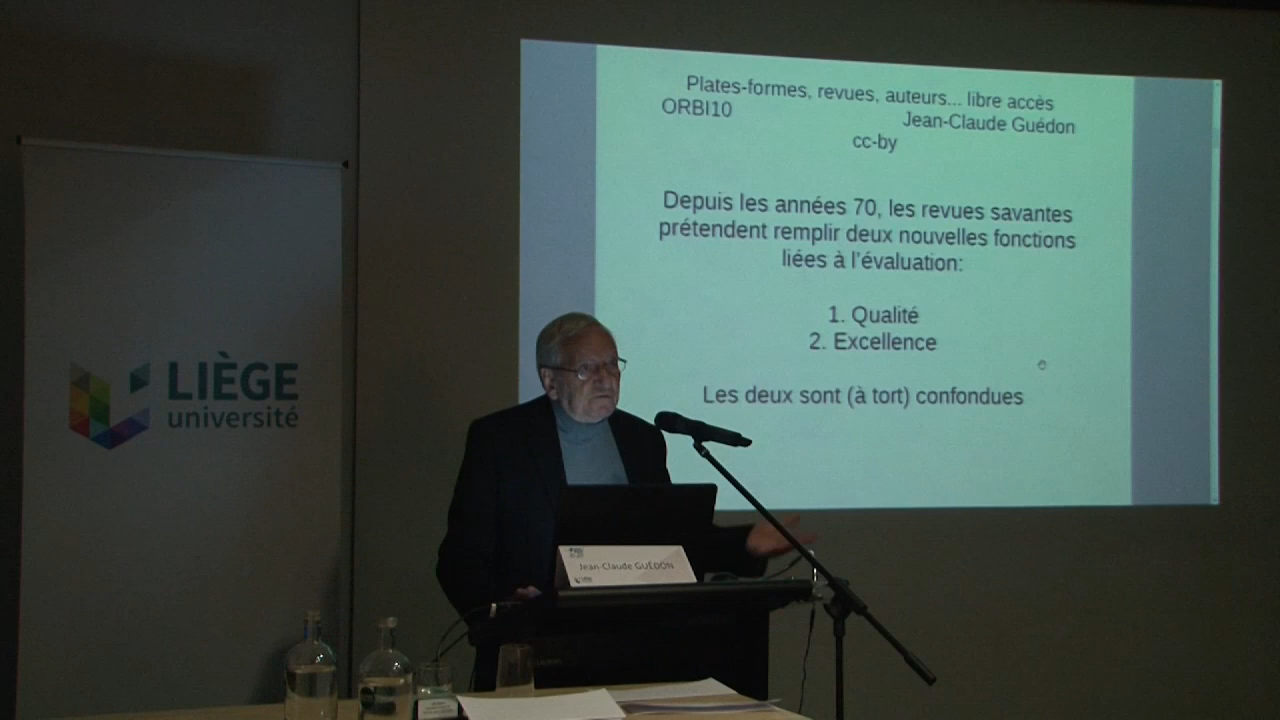 Plates-formes, revues, auteurs... libre accès
ORBI10 Jean-Claude Guédon
cc-by
Depuis les années 70, les revues savantes
prétendent remplir deux nouvelles fonctions
liées à l'évaluation:
1. Qualité
2. Excellence
Les deux sont (à tort) confondues
LIÈGE
université
Jean-Claude GUÉDON